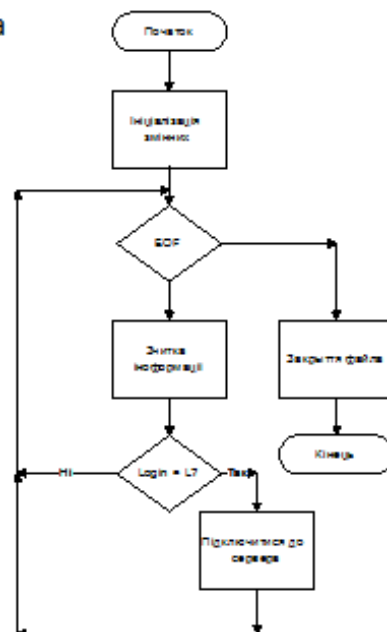 а
Початок
Ініціалізація
змінних
EOF
Зчитка
інформації
Закриття файла
Кінець
Ні
Login = L?
Так
Підключитися до
сервера